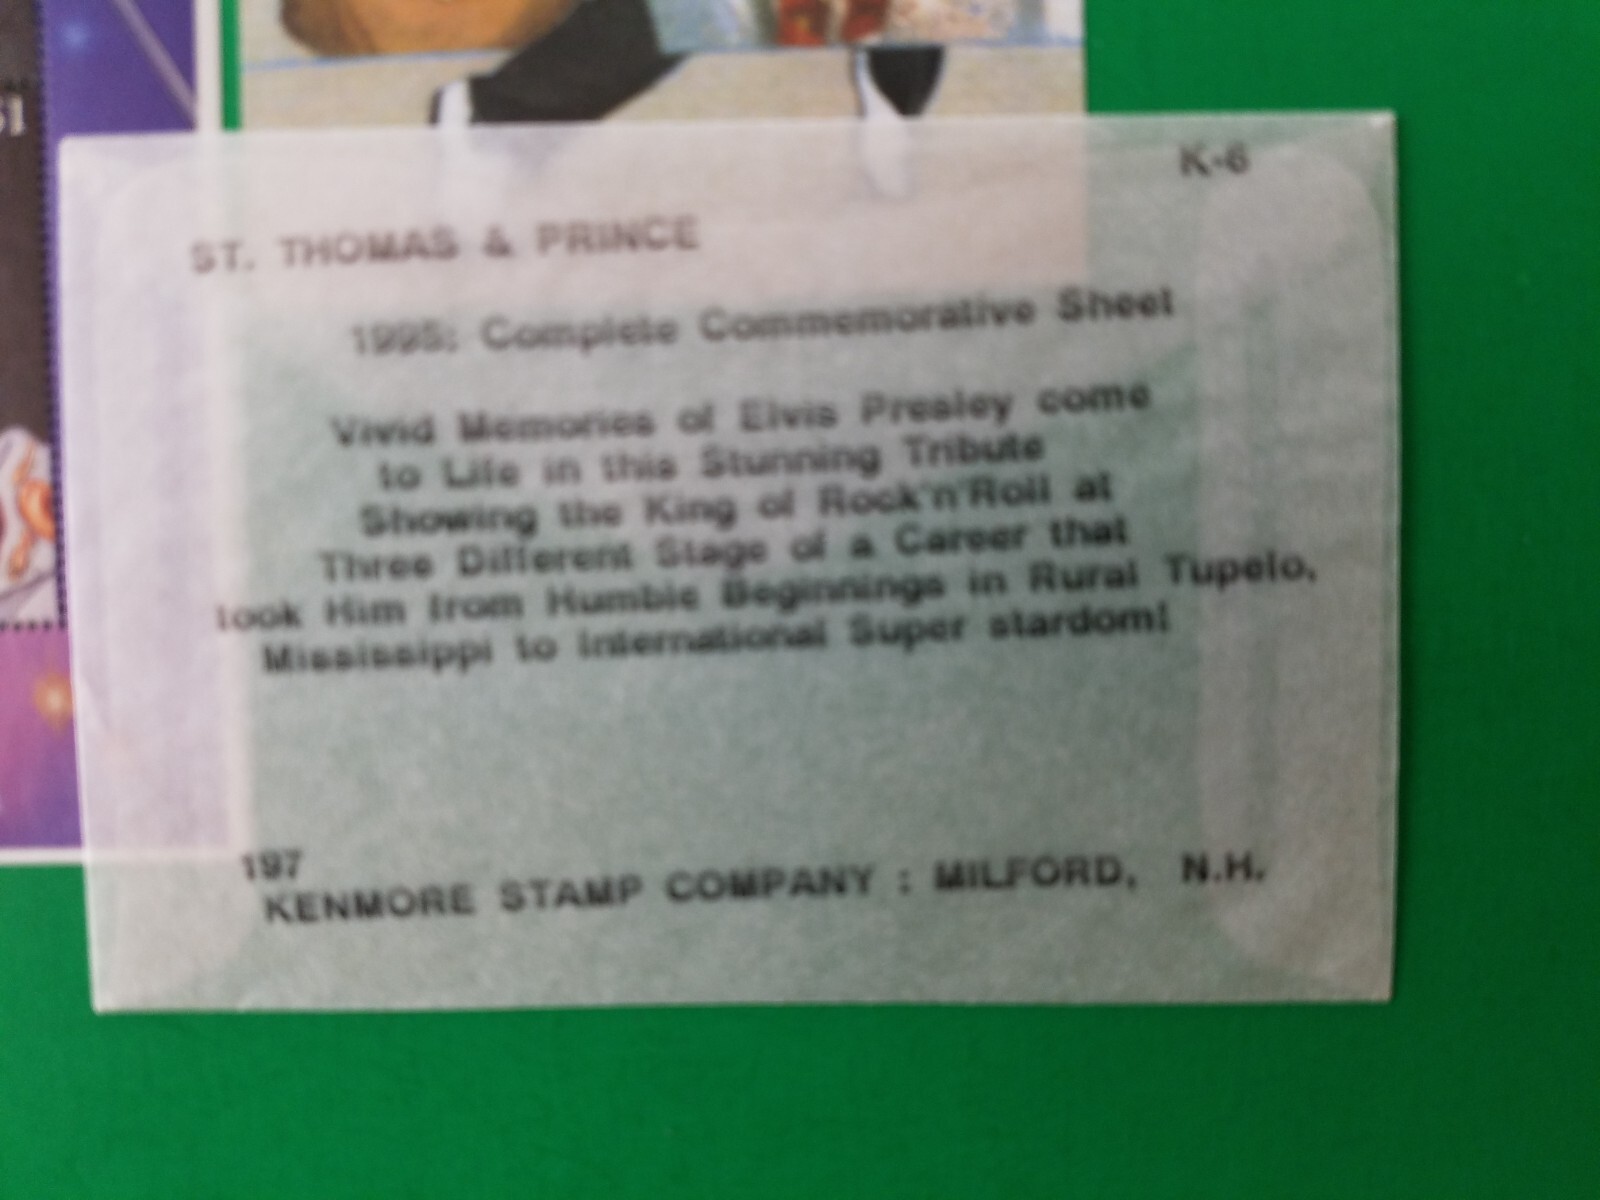 K-6
ST. THOMAS & PRINCE
1995: Complete Commemorative Sheet
Vivid Memories of Elvis Presley come
to Life in this Stunning Tribute
Showing the King of Rock'n'Roll at
Three Different Stage of a Career that
took Him from Humble Beginnings in Rural Tupelo,
Mississippi to International Super stardom!
197
KENMORE STAMP COMPANY : MILFORD, N.H.